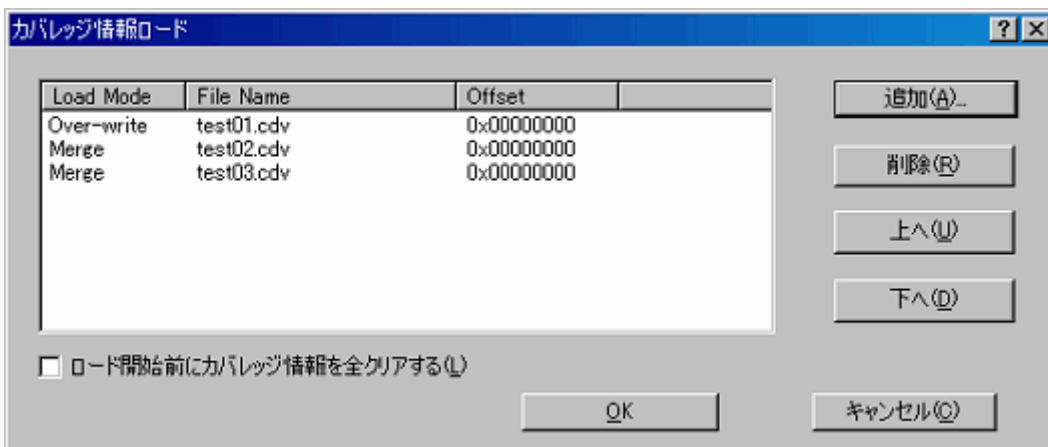 カバレッジ情報ロード
Load Mode File Name Offset
Over-write test01.cdv 0x00000000
Merge test02.cdv 0x00000000
Merge test03.cdv 0x00000000
追加(A)...
削除(R)
上へ(U)
下へ(D)
ロード開始前にカバレッジ情報を全クリアする(L)
OK
キャンセル(C)